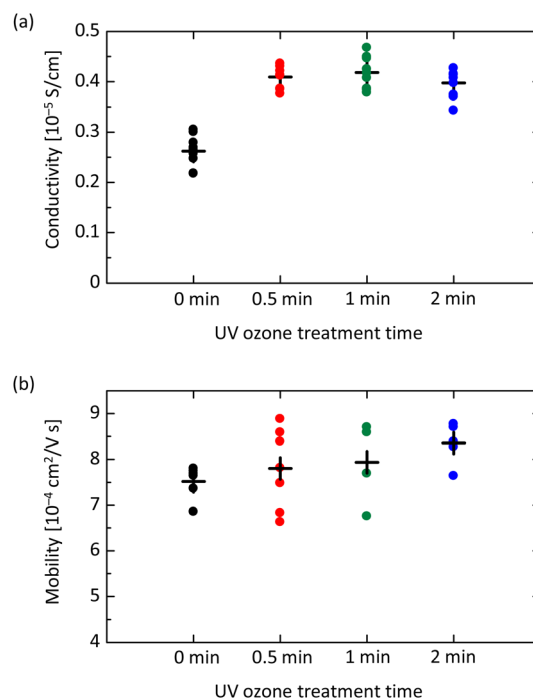 (a)
Conductivity [10⁻⁵ S/cm]
0.5
0.4
0.3
0.2
0.1
0
0 min 0.5 min 1 min 2 min
UV ozone treatment time
(b)
Mobility [10⁻⁴ cm²/V s]
9
8
7
6
5
4
0 min 0.5 min 1 min 2 min
UV ozone treatment time